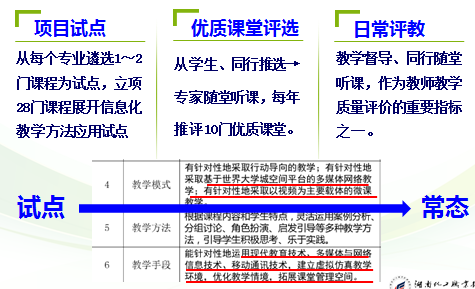 项目试点
从每个专业遴选1～2
门课程为试点，立项
28门课程展开信息化
教学方法应用试点
优质课堂评选
从学生、同行推选→
专家随堂听课，每年
推评10门优质课堂。
日常评教
教学督导、同行随堂
听课，作为教师教学
质量评价的重要指标
之一。
试点
常态
4
教学模式
有针对性地采取行动导向的教学；有针对性地
采取基于世界大学城空间平台的多媒体网络教
学；有针对性地采取以视频为主要载体的微课
教学。
5
教学方法
根据课程内容和学生特点，灵活运用案例分析、
分组讨论、角色扮演、启发引导等多种教学方
法，引导学生积极思考、乐于实践。
6
教学手段
能针对性地运用现代教育技术，多媒体与网络
信息技术，移动通讯技术，建立虚拟仿真教学
环境，优化教学情境，拓展课堂管理空间。